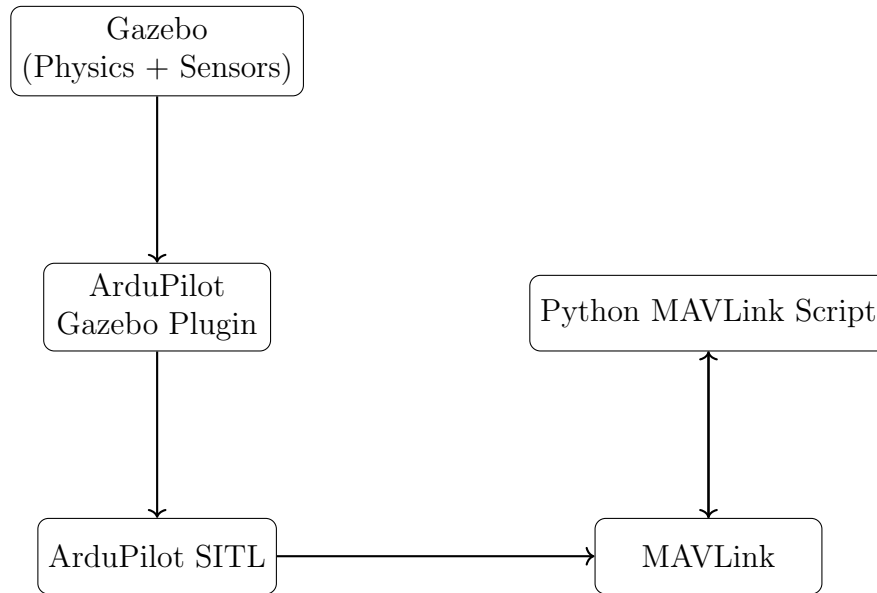 Gazebo
(Physics + Sensors)
ArduPilot
Gazebo Plugin
Python MAVLink Script
ArduPilot SITL
MAVLink